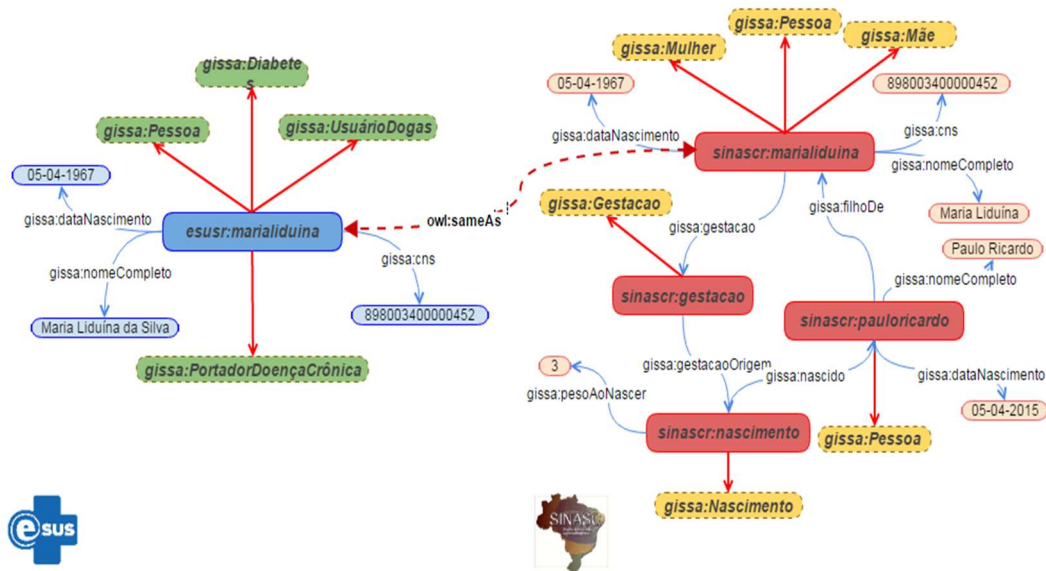 gissa:Diabete
s
gissa:Pessoa
gissa:UsuárioDogas
05-04-1967
gissa:dataNascimento
esusr:marialiduina
gissa:nomeCompleto
gissa:cns
Maria Liduína da Silva
898003400000452
gissa:PortadorDoençaCrônica
owl:sameAs
gissa:Mulher
gissa:Pessoa
gissa:Mãe
05-04-1967
898003400000452
gissa:dataNascimento
gissa:cns
sinascr:marialiduina
gissa:nomeCompleto
Maria Liduína
gissa:Gestacao
gissa:gestacao
gissa:filhoDe
Paulo Ricardo
gissa:nomeCompleto
sinascr:gestacao
sinascr:pauloricardo
3
gissa:pesoAoNascer
gissa:gestacaoOrigem
gissa:nascido
gissa:dataNascimento
05-04-2015
sinascr:nascimento
gissa:Pessoa
gissa:Nascimento
esus
SINASC